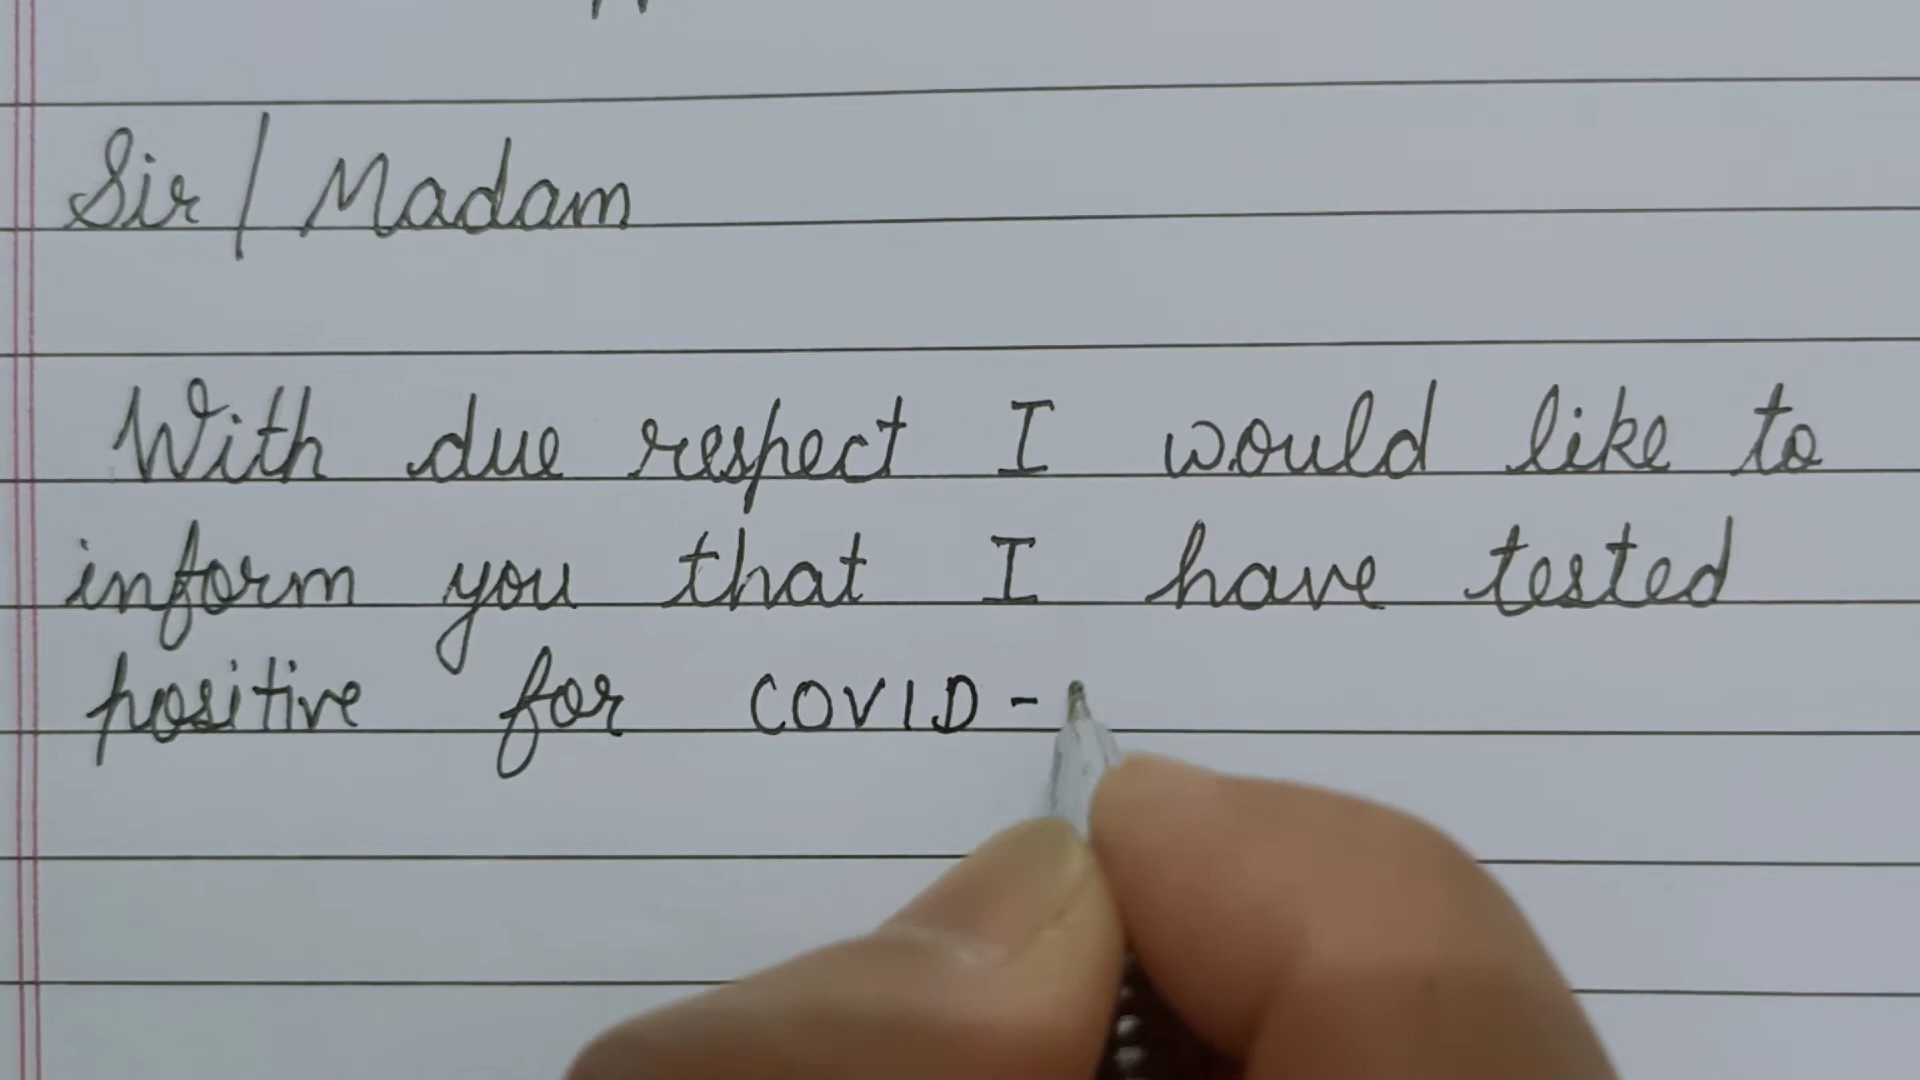 Sir / Madam
With due respect I would like to
inform you that I have tested
positive for COVID -